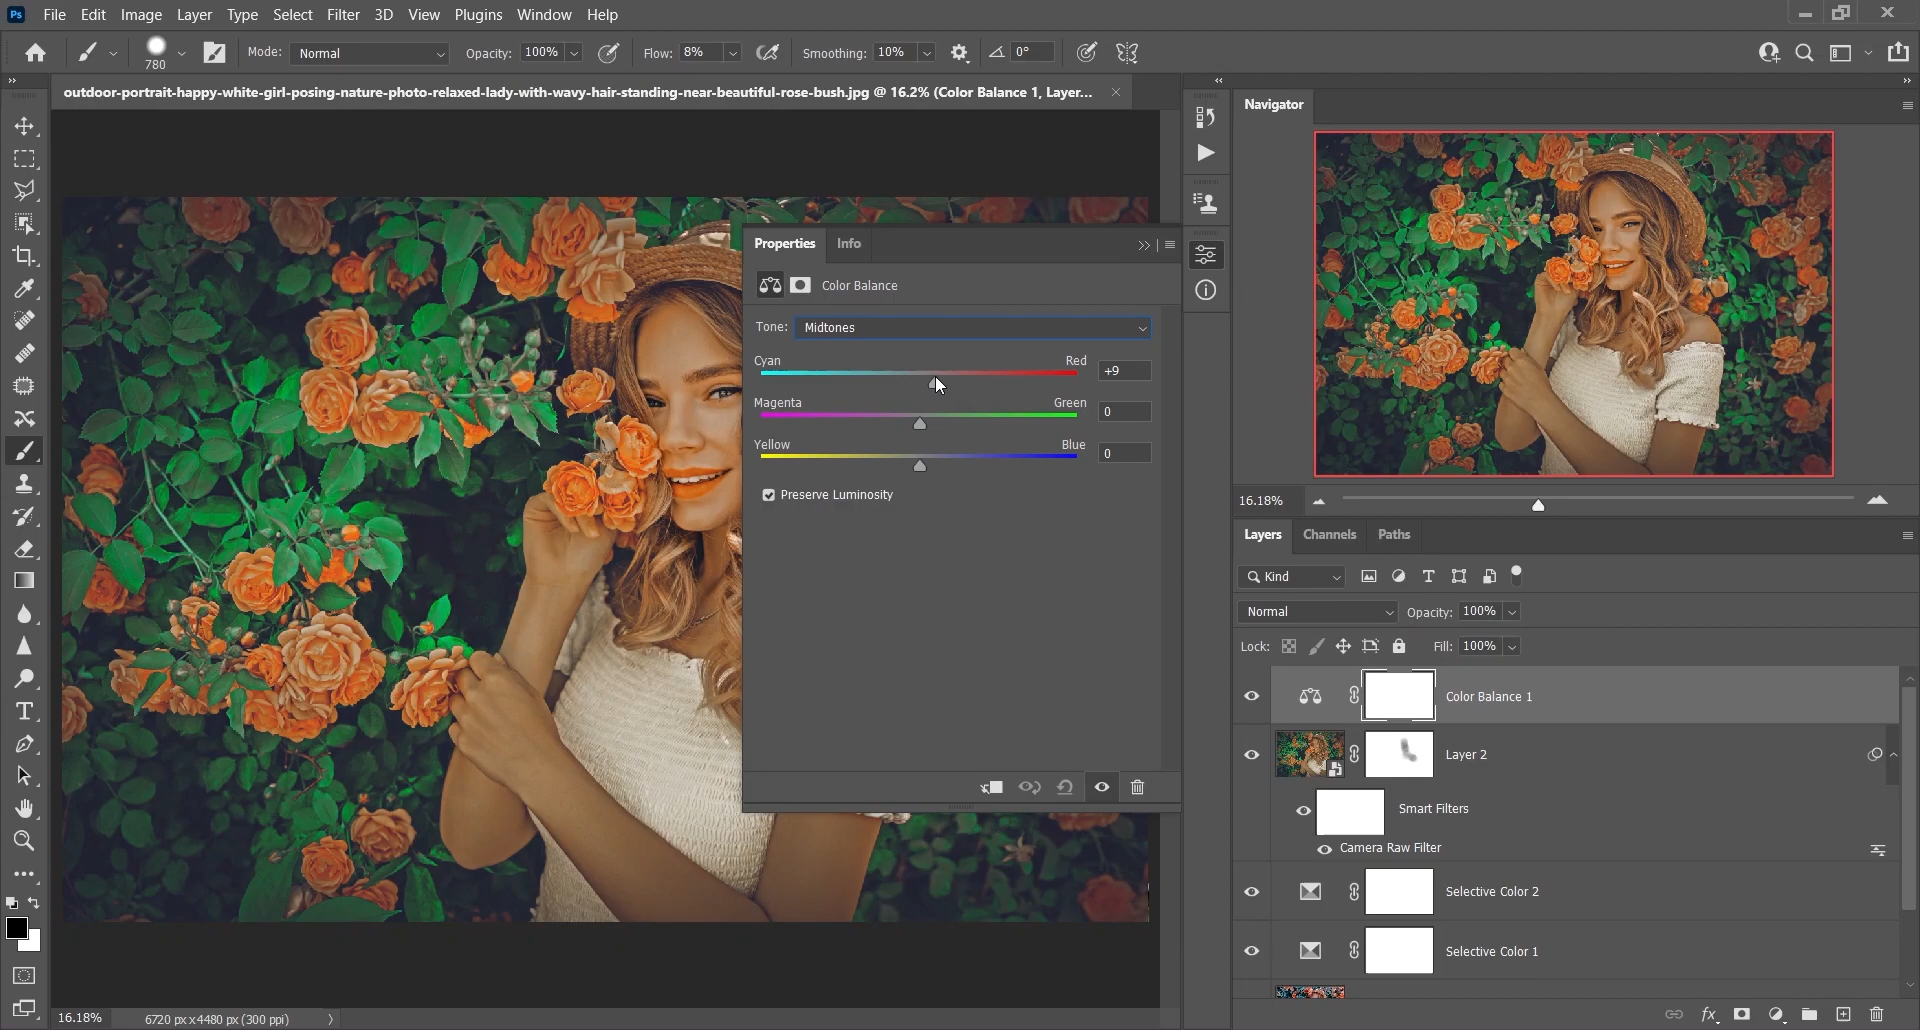 Ps File Edit Image Layer Type Select Filter 3D View Plugins Window Help
780 Mode: Normal Opacity: 100% Flow: 8% Smoothing: 10% 0°
outdoor-portrait-happy-white-girl-posing-nature-photo-relaxed-lady-with-wavy-hair-standing-near-beautiful-rose-bush.jpg @ 16.2% (Color Balance 1, Layer...
Navigator
Properties Info
Color Balance
Tone: Midtones
Cyan Red +9
Magenta Green 0
Yellow Blue 0
Preserve Luminosity
16.18%
Layers Channels Paths
Kind
Normal Opacity: 100%
Lock: Fill: 100%
Color Balance 1
Layer 2
Smart Filters
Camera Raw Filter
Selective Color 2
Selective Color 1
fx
16.18% 6720 px x 4480 px (300 ppi)